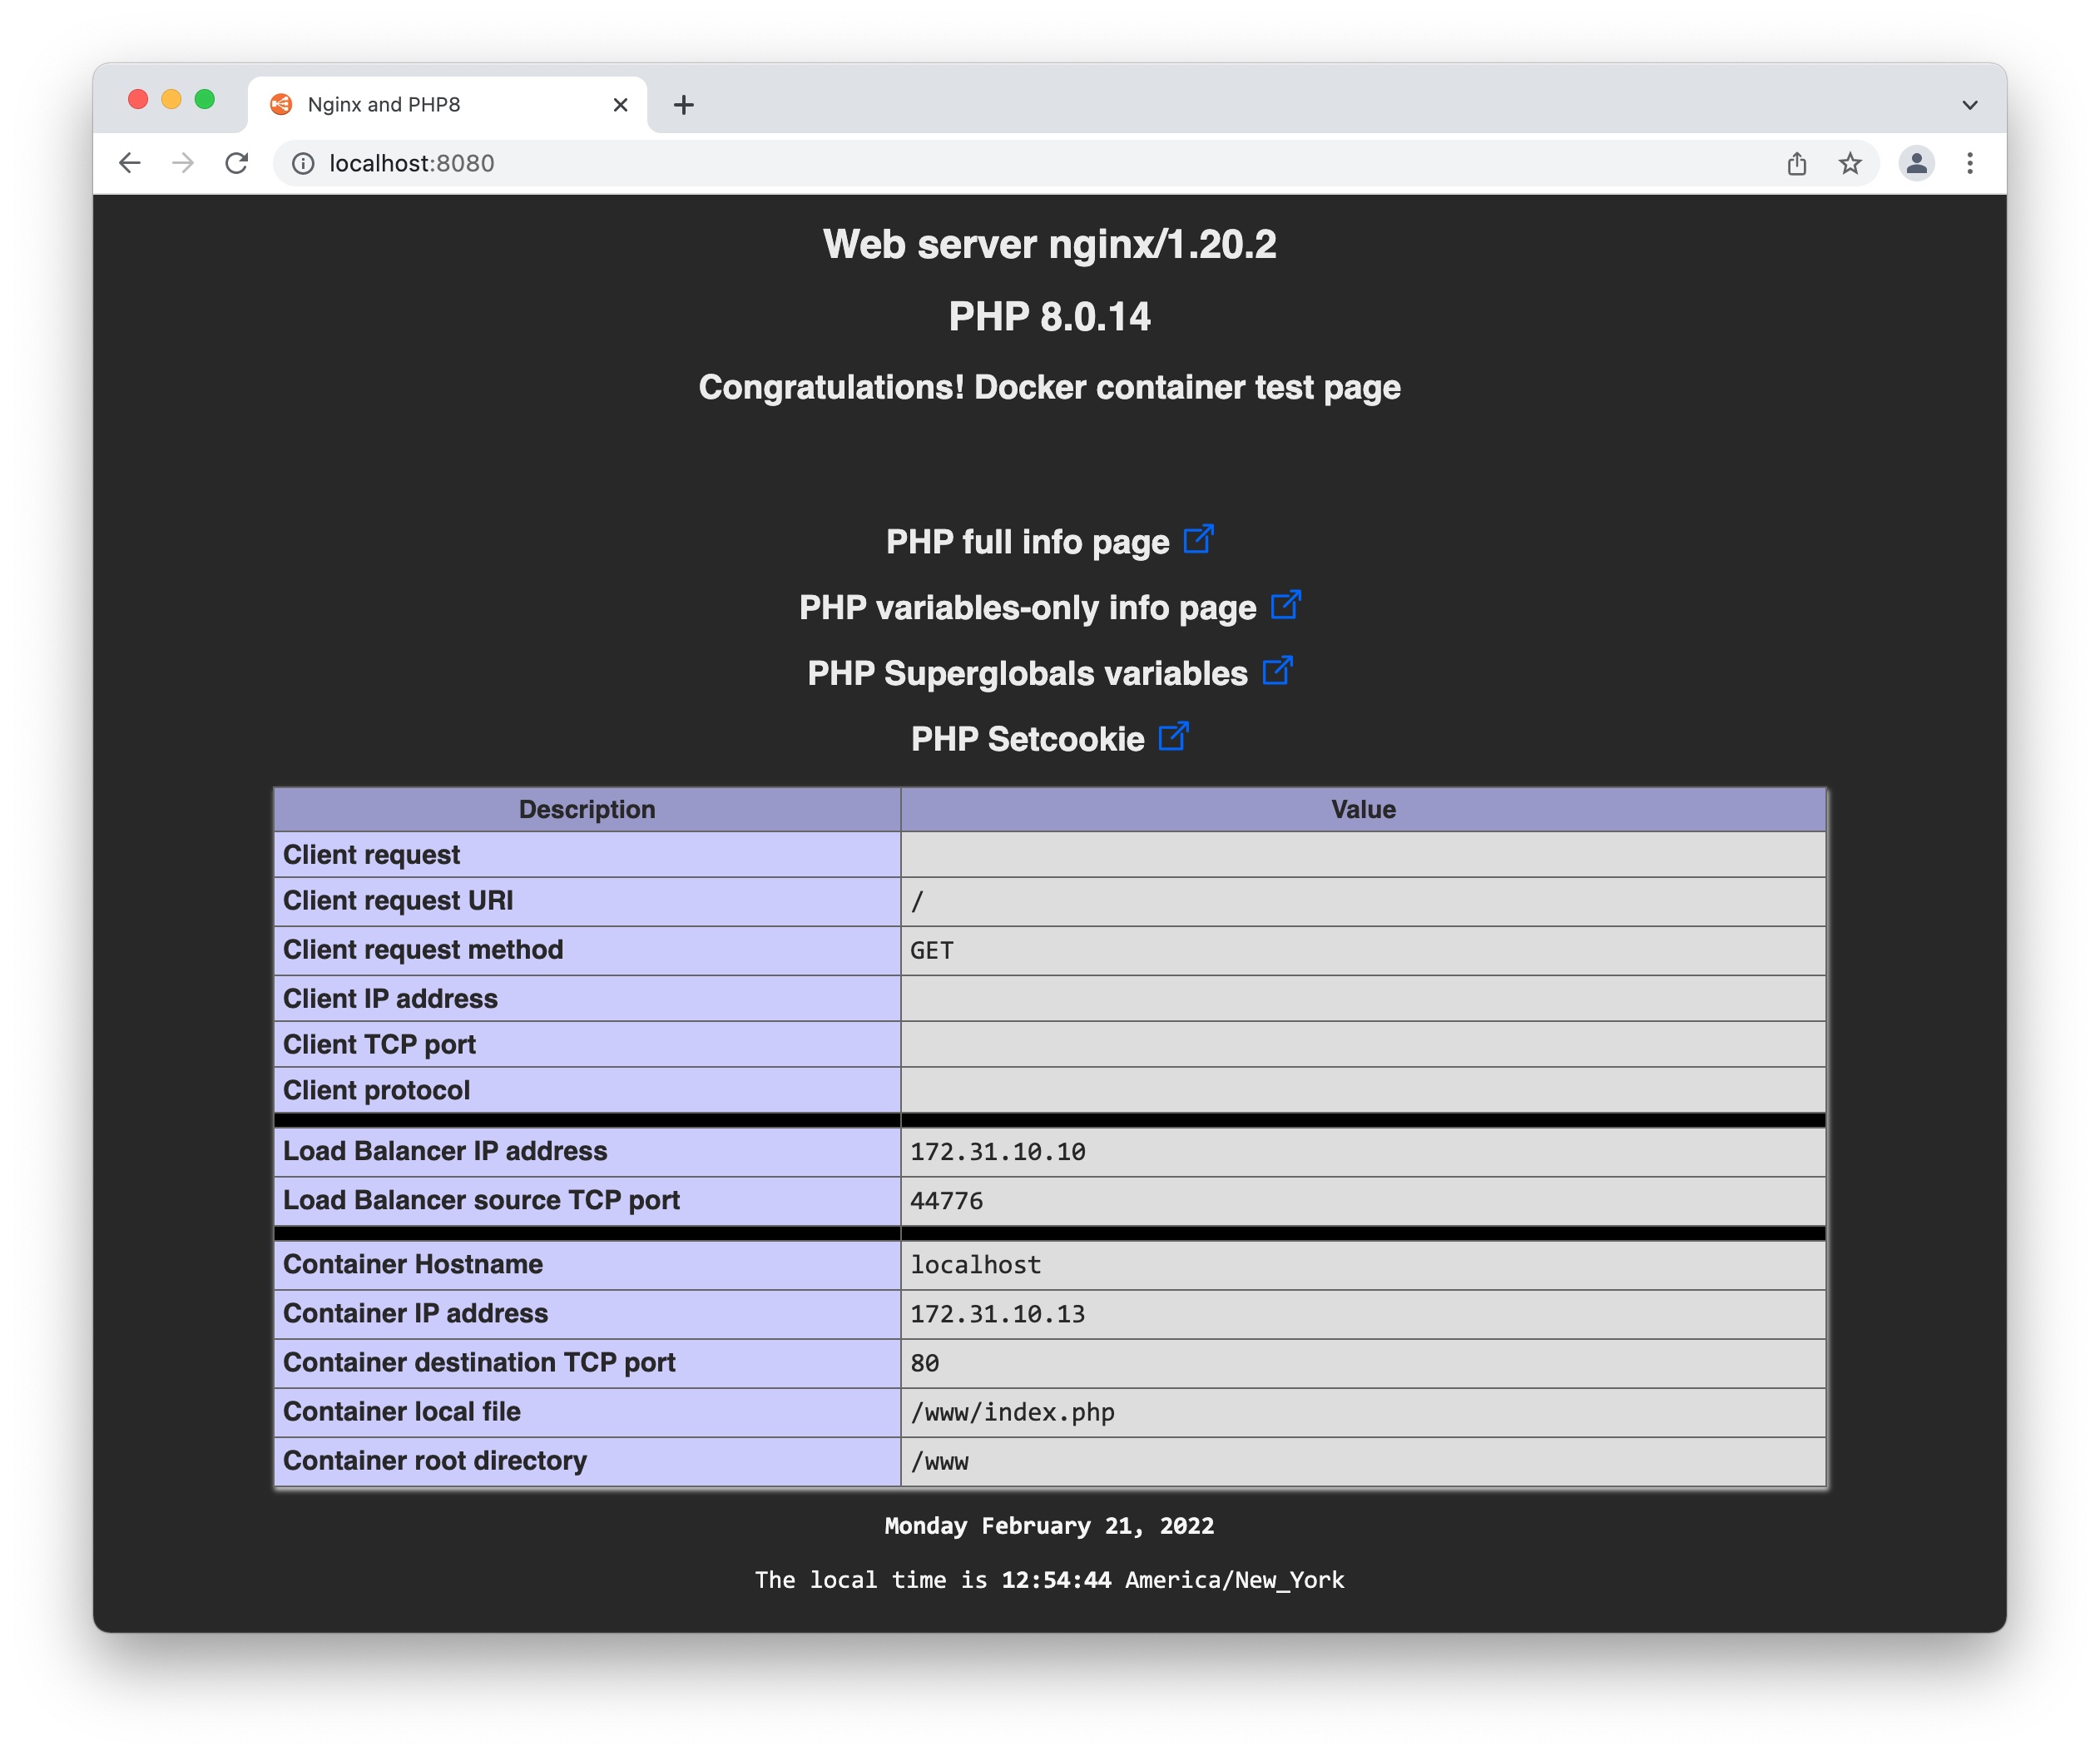 Nginx and PHP8
localhost:8080
Web server nginx/1.20.2
PHP 8.0.14
Congratulations! Docker container test page
PHP full info page
PHP variables-only info page
PHP Superglobals variables
PHP Setcookie
Description Value
Client request
Client request URI /
Client request method GET
Client IP address
Client TCP port
Client protocol
Load Balancer IP address 172.31.10.10
Load Balancer source TCP port 44776
Container Hostname localhost
Container IP address 172.31.10.13
Container destination TCP port 80
Container local file /www/index.php
Container root directory /www
Monday February 21, 2022
The local time is 12:54:44 America/New_York